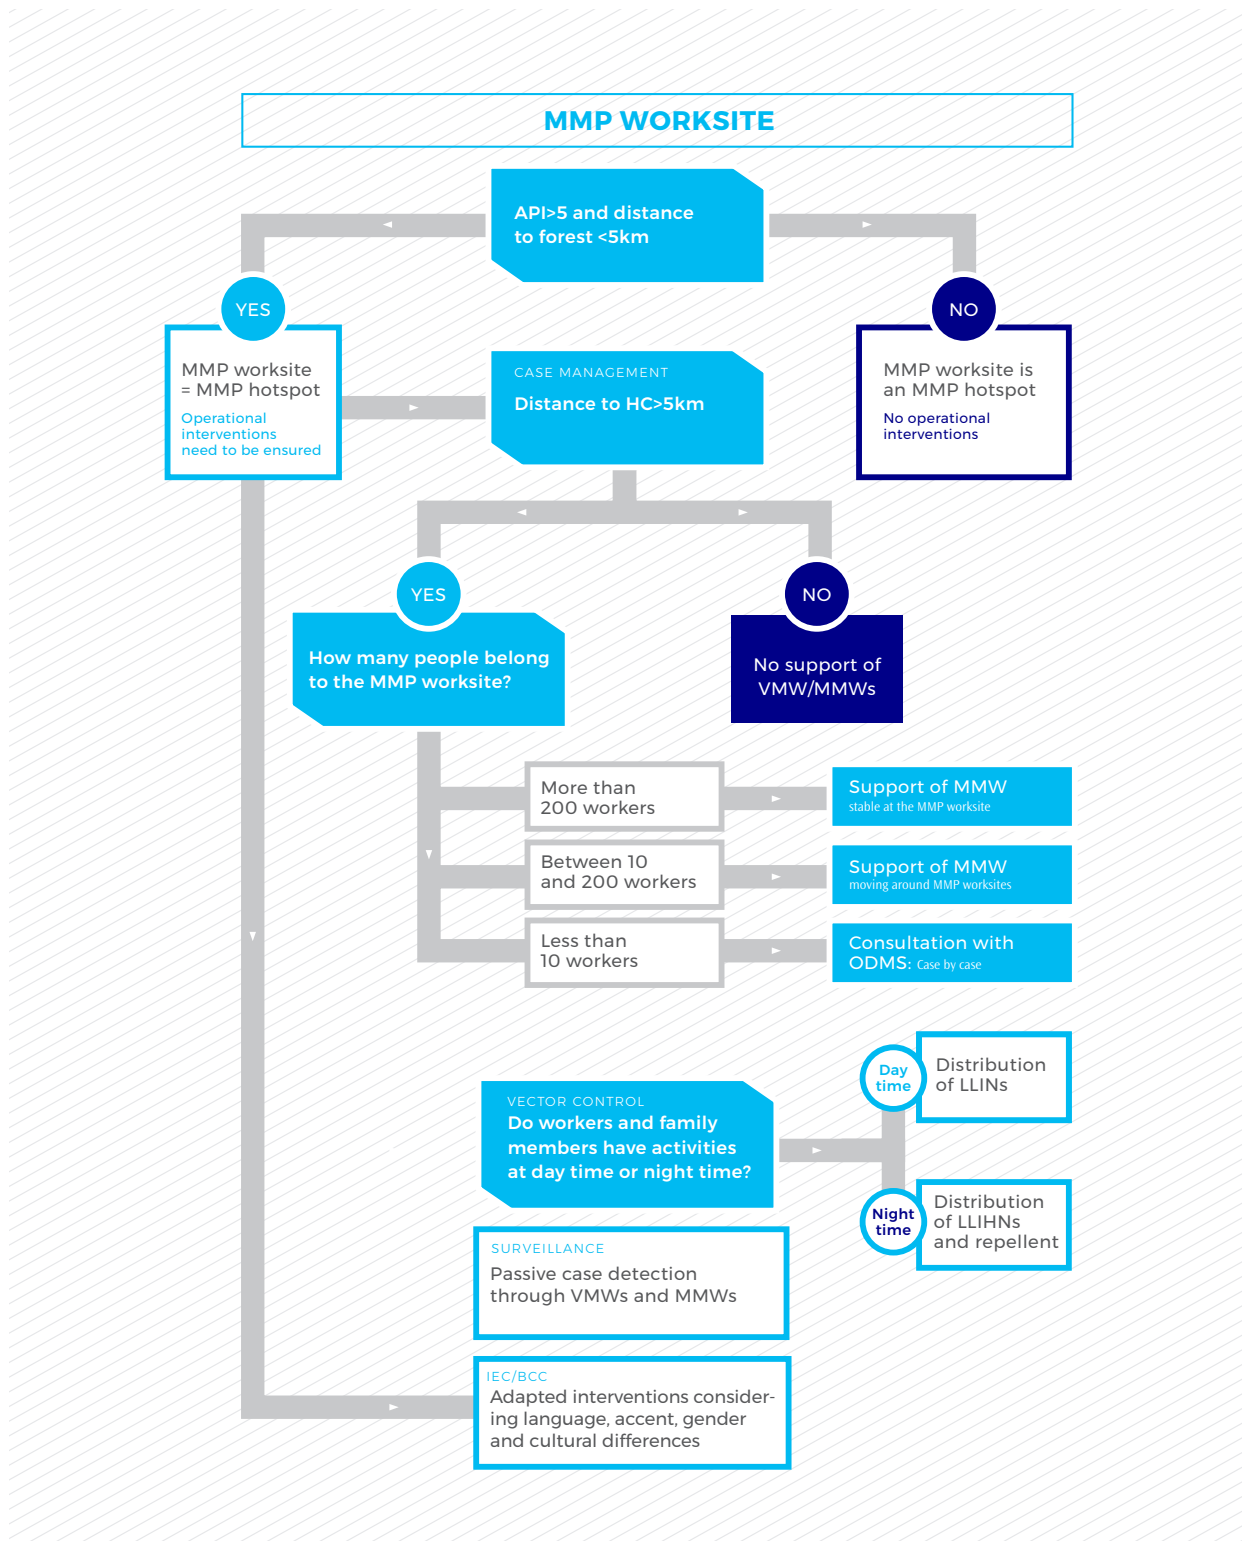 MMP WORKSITE
API>5 and distance
to forest <5km
YES
NO
MMP worksite
= MMP hotspot
Operational
interventions
need to be ensured
CASE MANAGEMENT
Distance to HC>5km
MMP worksite is
an MMP hotspot
No operational
interventions
YES
NO
How many people belong
to the MMP worksite?
No support of
VMW/MMWs
More than
200 workers
Support of MMW
stable at the MMP worksite
Between 10
and 200 workers
Support of MMW
moving around MMP worksites
Less than
10 workers
Consultation with
ODMS: Case by case
VECTOR CONTROL
Do workers and family
members have activities
at day time or night time?
Day
time
Distribution
of LLINs
Night
time
Distribution
of LLIHNs
and repellent
SURVEILLANCE
Passive case detection
through VMWs and MMWs
IEC/BCC
Adapted interventions consider-
ing language, accent, gender
and cultural differences